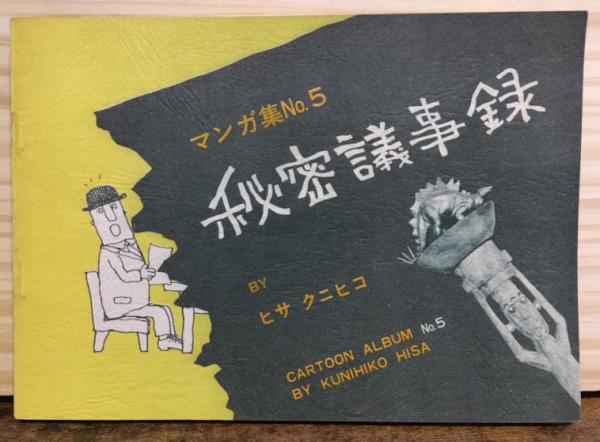 マンガ集No.5
秘密議事録
BY
ヒサ クニヒコ
CARTOON ALBUM No.5
BY KUNIHIKO HISA